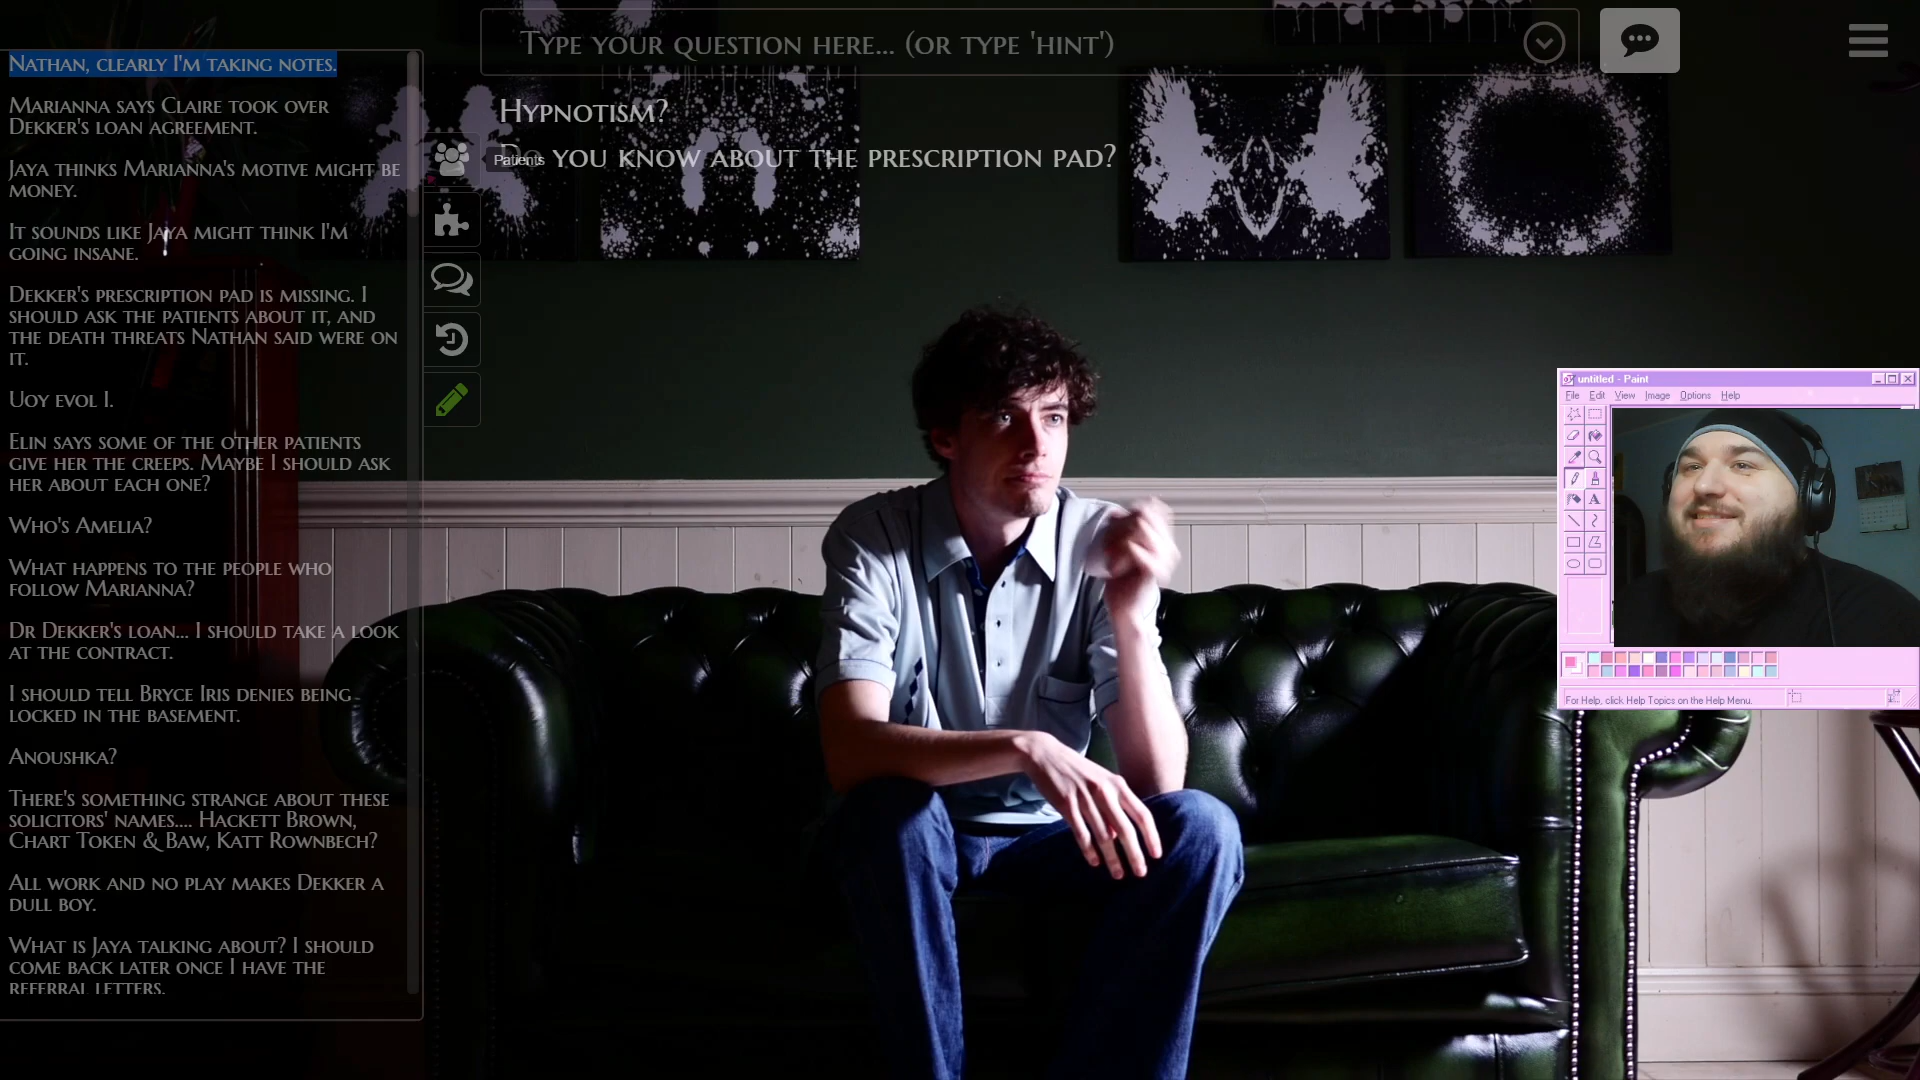 Type your question here... (or type 'hint')
Nathan, clearly I'm taking notes.
Marianna says Claire took over
Dekker's loan agreement.
Jaya thinks Marianna's motive might be
money.
It sounds like Jaya might think I'm
going insane.
Dekker's prescription pad is missing. I
should ask the patients about it, and
the death threats Nathan said were on
it.
Uoy evol I.
Elin says some of the other patients
give her the creeps. Maybe I should ask
her about each one?
Who's Amelia?
What happens to the people who
follow Marianna?
Dr Dekker's loan... I should take a look
at the contract.
I should tell Bryce Iris denies being
locked in the basement.
Anoushka?
There's something strange about these
solicitors' names.... Hackett Brown,
Chart Token & Baw, Katt Rownbech?
All work and no play makes Dekker a
dull boy.
What is Jaya talking about? I should
come back later once I have the
referral letters.
Hypnotism?
Do you know about the prescription pad?
Patients
untitled - Paint
File Edit View Image Options Help
For Help, click Help Topics on the Help Menu.